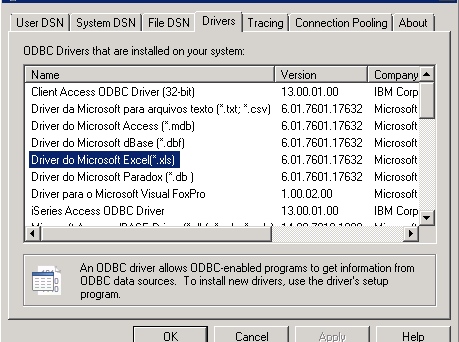 User DSN System DSN File DSN Drivers Tracing Connection Pooling About
ODBC Drivers that are installed on your system:
Name Version Company
Client Access ODBC Driver (32-bit) 13.00.01.00 IBM Corp
Driver da Microsoft para arquivos texto (*.txt; *.csv) 6.01.7601.17632 Microsoft
Driver do Microsoft Access (*.mdb) 6.01.7601.17632 Microsoft
Driver do Microsoft dBase (*.dbf) 6.01.7601.17632 Microsoft
Driver do Microsoft Excel(*.xls) 6.01.7601.17632 Microsoft
Driver do Microsoft Paradox (*.db ) 6.01.7601.17632 Microsoft
Driver para o Microsoft Visual FoxPro 1.00.02.00 Microsoft
iSeries Access ODBC Driver 13.00.01.00 IBM Corp
An ODBC driver allows ODBC-enabled programs to get information from
ODBC data sources. To install new drivers, use the driver's setup
program.
OK Cancel Apply Help